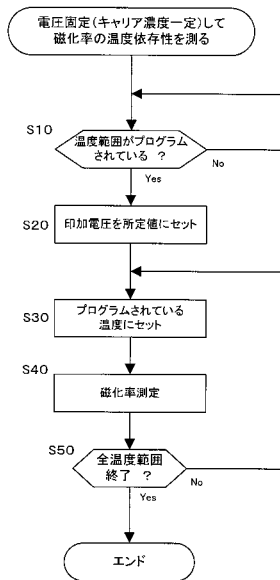 電圧固定(キャリア濃度一定)して
磁化率の温度依存性を測る
S10
温度範囲がプログラム
されている ?
No
Yes
S20
印加電圧を所定値にセット
S30
プログラムされている
温度にセット
S40
磁化率測定
S50
全温度範囲
終了 ?
No
Yes
エンド